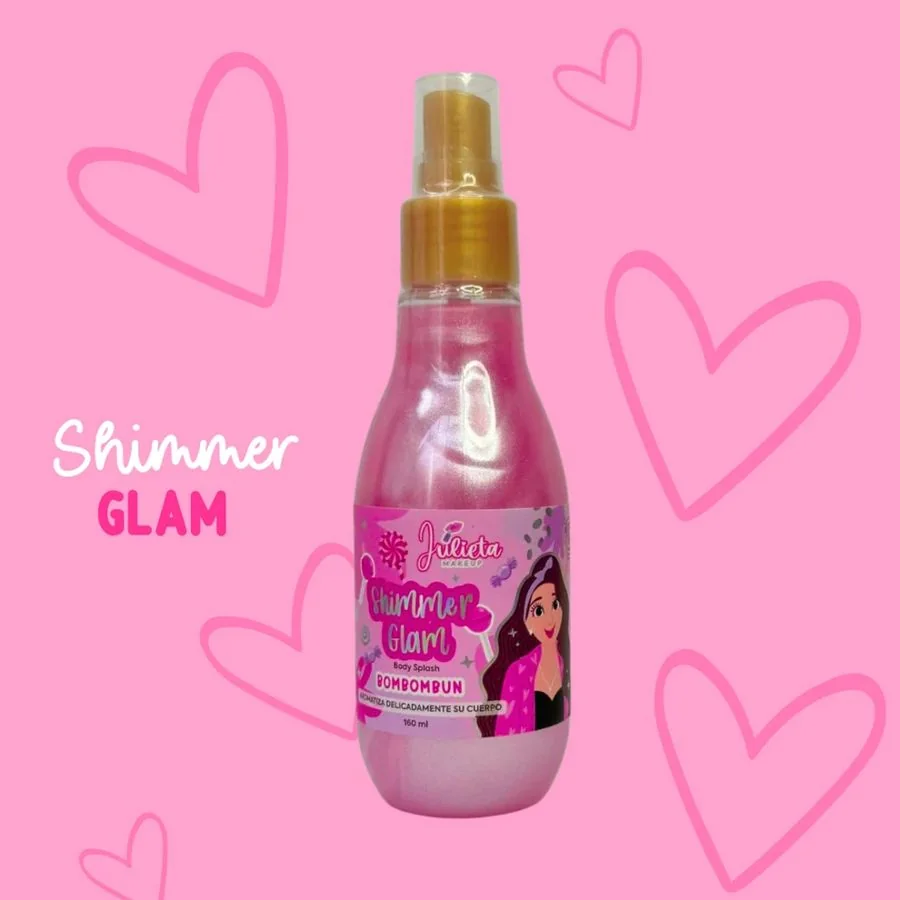 Shimmer
GLAM
Julieta
MAKEUP
Shimmer
Glam
Body Splash
BOMBOMBUN
AROMATIZA DELICADAMENTE SU CUERPO
160 ml